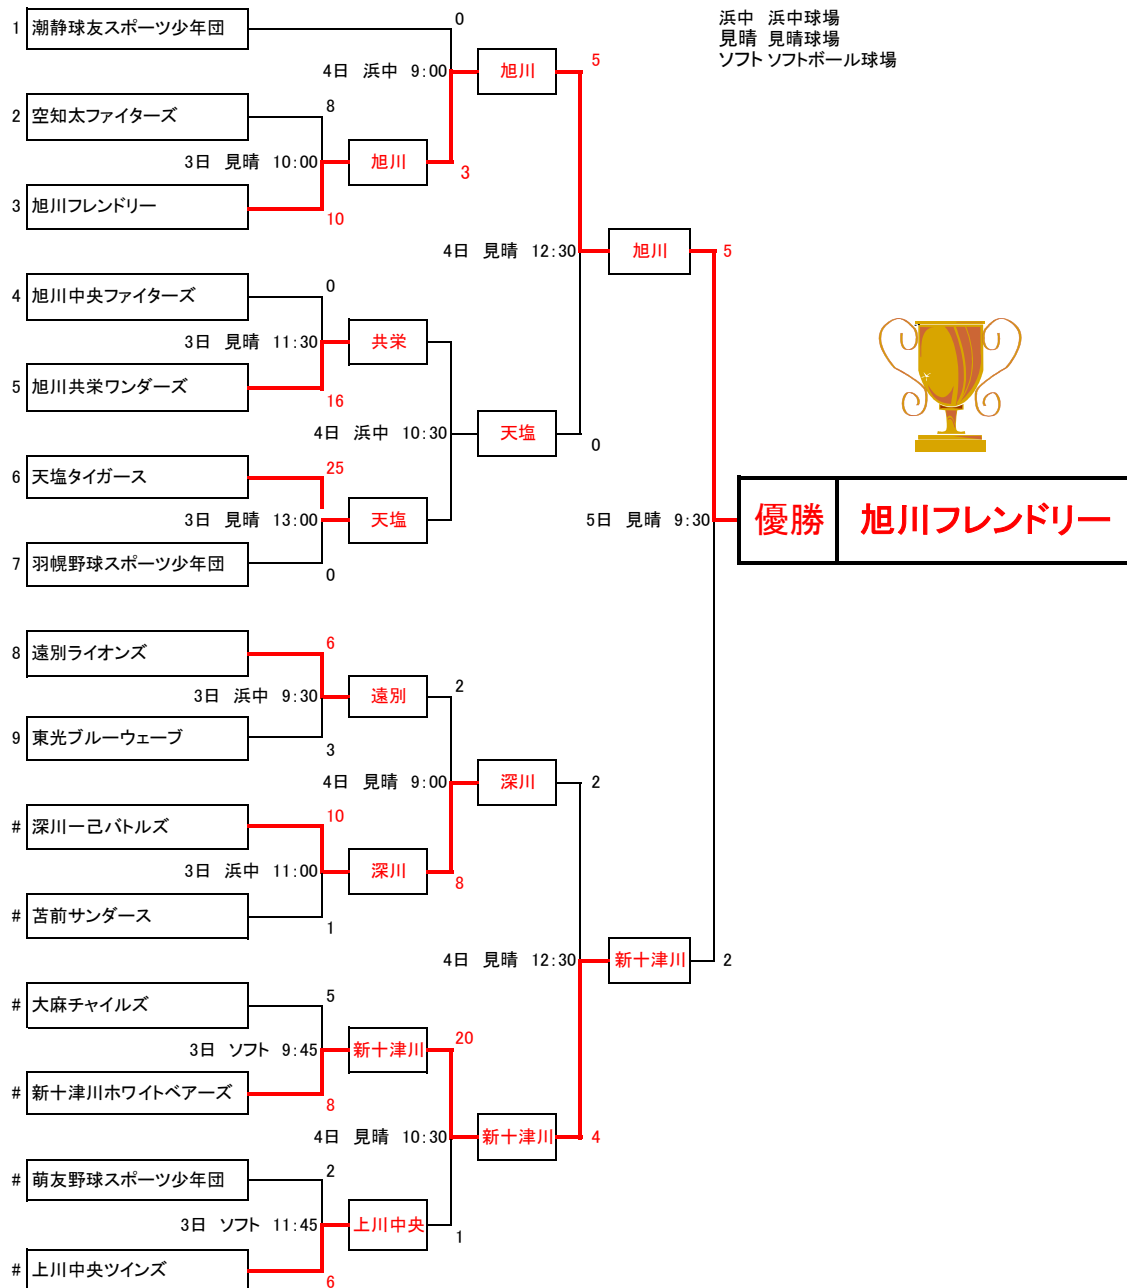 浜中 浜中球場
見晴 見晴球場
ソフト ソフトボール球場
1 潮静球友スポーツ少年団
0
4日 浜中 9:00
旭川
5
2 空知太ファイターズ
8
3日 見晴 10:00
旭川
3
3 旭川フレンドリー
10
4日 見晴 12:30
旭川
5
4 旭川中央ファイターズ
0
3日 見晴 11:30
共栄
5 旭川共栄ワンダーズ
16
4日 浜中 10:30
天塩
0
6 天塩タイガース
25
3日 見晴 13:00
天塩
7 羽幌野球スポーツ少年団
0
5日 見晴 9:30
優勝 旭川フレンドリー
8 遠別ライオンズ
6
3日 浜中 9:30
遠別
2
9 東光ブルーウェーブ
3
4日 見晴 9:00
深川
2
# 深川一己バトルズ
10
3日 浜中 11:00
深川
8
# 苫前サンダース
1
4日 見晴 12:30
新十津川
2
# 大麻チャイルズ
5
3日 ソフト 9:45
新十津川
20
# 新十津川ホワイトベアーズ
8
4日 見晴 10:30
新十津川
4
# 萌友野球スポーツ少年団
2
3日 ソフト 11:45
上川中央
1
# 上川中央ツインズ
6